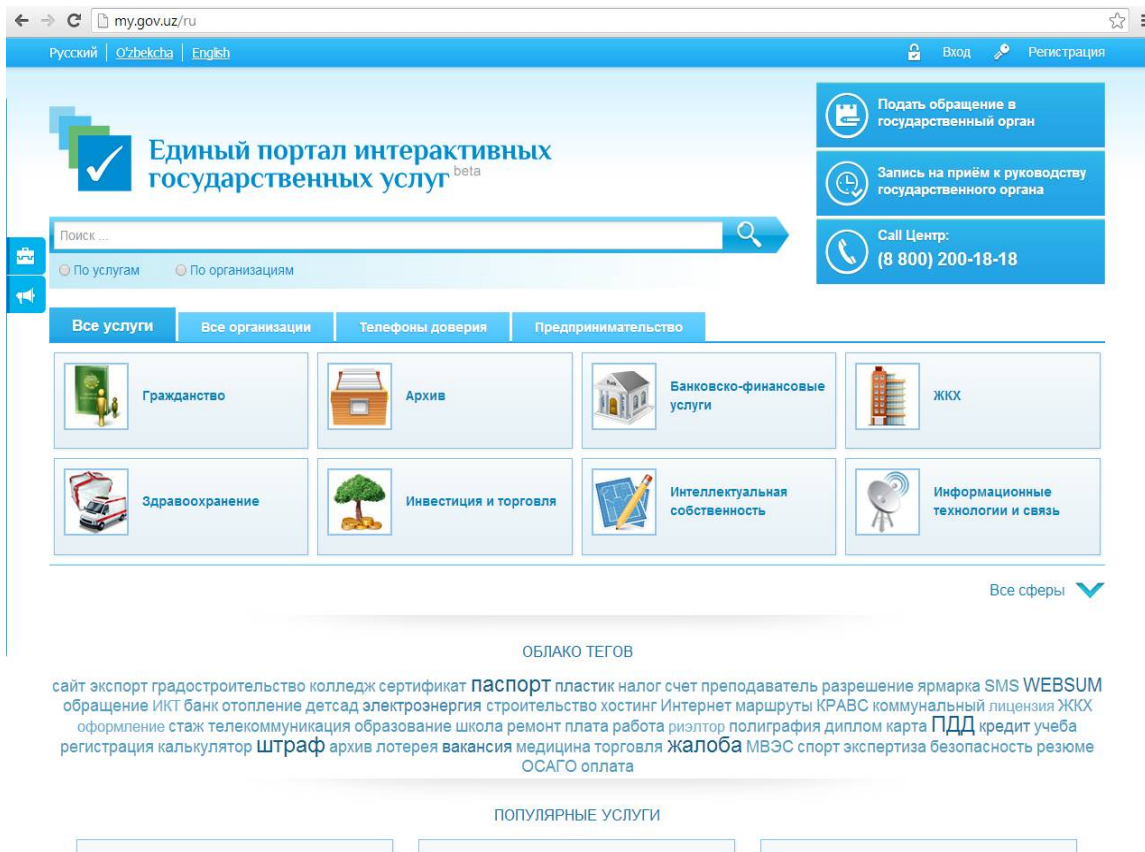 my.gov.uz/ru
Русский O'zbekcha English
Вход Регистрация
Единый портал интерактивных
государственных услуг beta
Подать обращение в
государственный орган
Запись на приём к руководству
государственного органа
Call Центр:
(8 800) 200-18-18
Поиск ...
По услугам По организациям
Все услуги Все организации Телефоны доверия Предпринимательство
Гражданство
Архив
Банковско-финансовые
услуги
ЖКХ
Здравоохранение
Инвестиция и торговля
Интеллектуальная
собственность
Информационные
технологии и связь
Все сферы
ОБЛАКО ТЕГОВ
сайт экспорт градостроительство колледж сертификат паспорт пластик налог счет преподаватель разрешение ярмарка SMS WEBSUM
обращение ИКТ банк отопление детсад электроэнергия строительство хостинг Интернет маршруты КРАВС коммунальный лицензия ЖКХ
оформление стаж телекоммуникация образование школа ремонт плата работа риэлтор полиграфия диплом карта ПДД кредит учеба
регистрация калькулятор штраф архив лотерея вакансия медицина торговля жалоба МВЭС спорт экспертиза безопасность резюме
ОСАГО оплата
ПОПУЛЯРНЫЕ УСЛУГИ